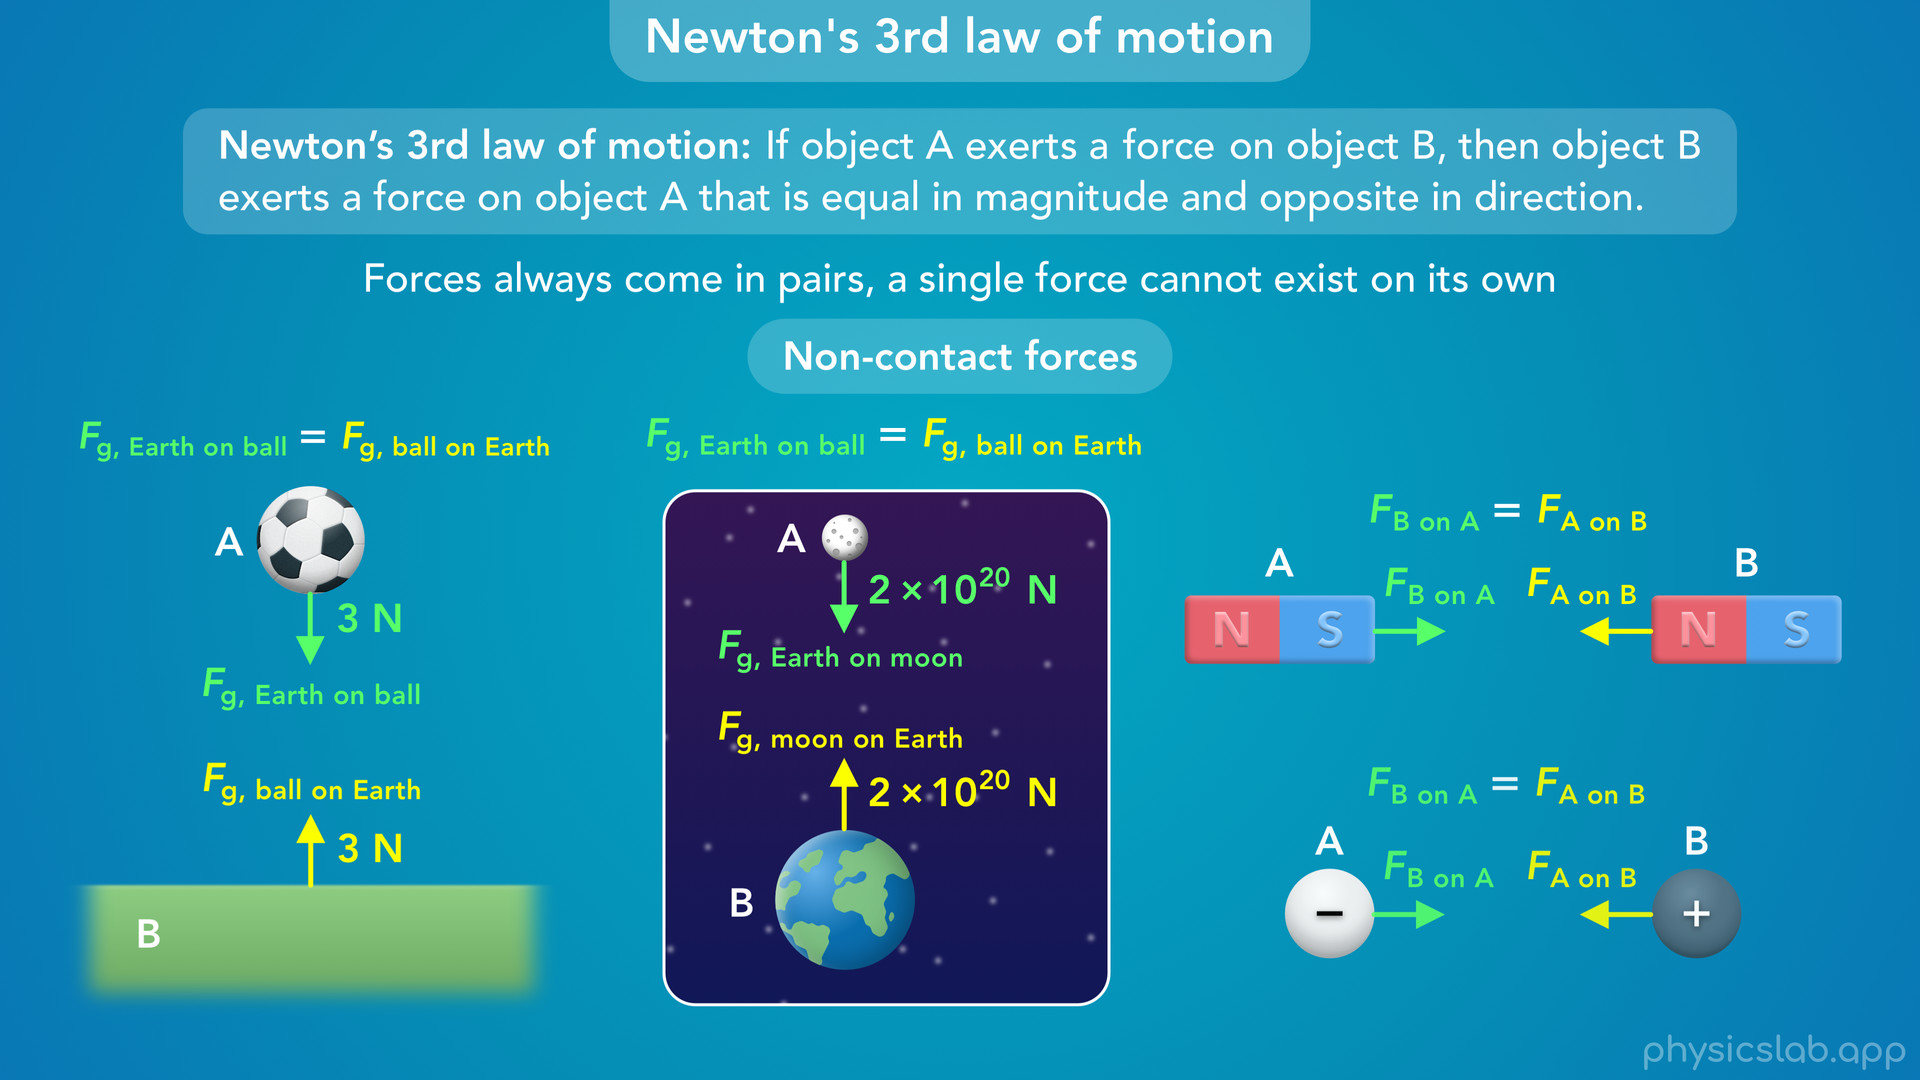 Newton's 3rd law of motion
Newton’s 3rd law of motion: If object A exerts a force on object B, then object B
exerts a force on object A that is equal in magnitude and opposite in direction.
Forces always come in pairs, a single force cannot exist on its own
Non-contact forces
Fg, Earth on ball = Fg, ball on Earth
A
3 N
Fg, Earth on ball
Fg, ball on Earth
3 N
B
Fg, Earth on ball = Fg, ball on Earth
A
2 × 10²⁰ N
Fg, Earth on moon
Fg, moon on Earth
2 × 10²⁰ N
B
FB on A = FA on B
A B
FB on A FA on B
N S N S
FB on A = FA on B
A B
FB on A FA on B
− +
physicslab.app